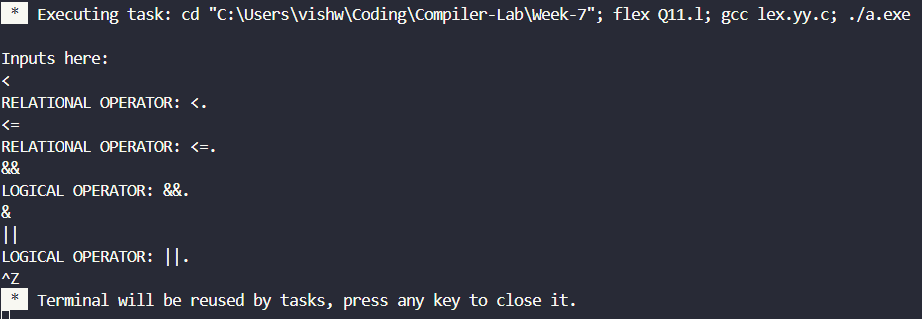 * Executing task: cd "C:\Users\vishw\Coding\Compiler-Lab\Week-7"; flex Q11.l; gcc lex.yy.c; ./a.exe
Inputs here:
<
RELATIONAL OPERATOR: <.
<=
RELATIONAL OPERATOR: <=.
&&
LOGICAL OPERATOR: &&.
&
||
LOGICAL OPERATOR: ||.
^Z
* Terminal will be reused by tasks, press any key to close it.